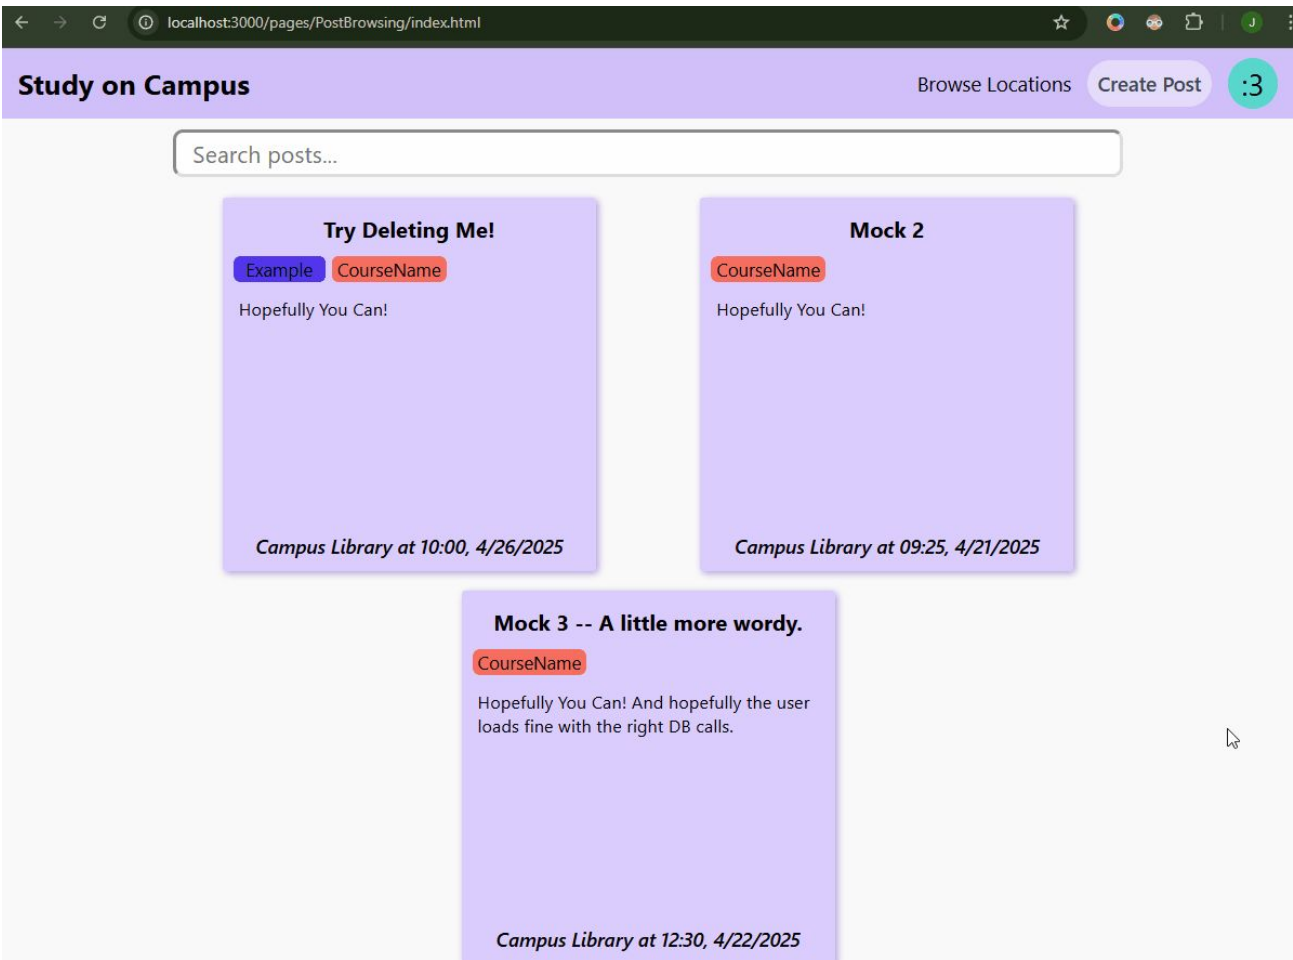 localhost:3000/pages/PostBrowsing/index.html
J
Study on Campus
Browse Locations
Create Post
:3
Search posts...
Try Deleting Me!
Example CourseName
Hopefully You Can!
Campus Library at 10:00, 4/26/2025
Mock 2
CourseName
Hopefully You Can!
Campus Library at 09:25, 4/21/2025
Mock 3 -- A little more wordy.
CourseName
Hopefully You Can! And hopefully the user
loads fine with the right DB calls.
Campus Library at 12:30, 4/22/2025